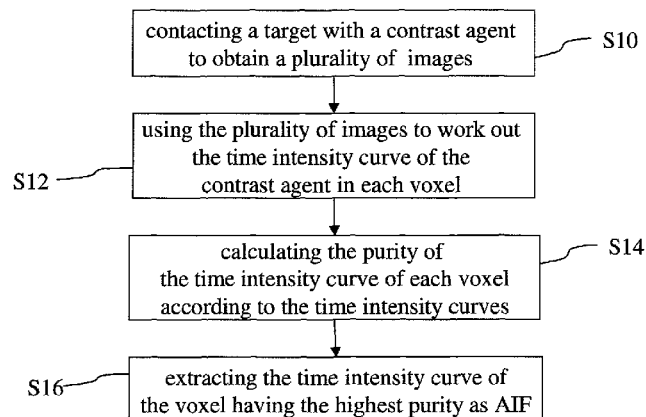 contacting a target with a contrast agent
to obtain a plurality of images
S10
using the plurality of images to work out
the time intensity curve of the
contrast agent in each voxel
S12
calculating the purity of
the time intensity curve of each voxel
according to the time intensity curves
S14
extracting the time intensity curve of
the voxel having the highest purity as AIF
S16